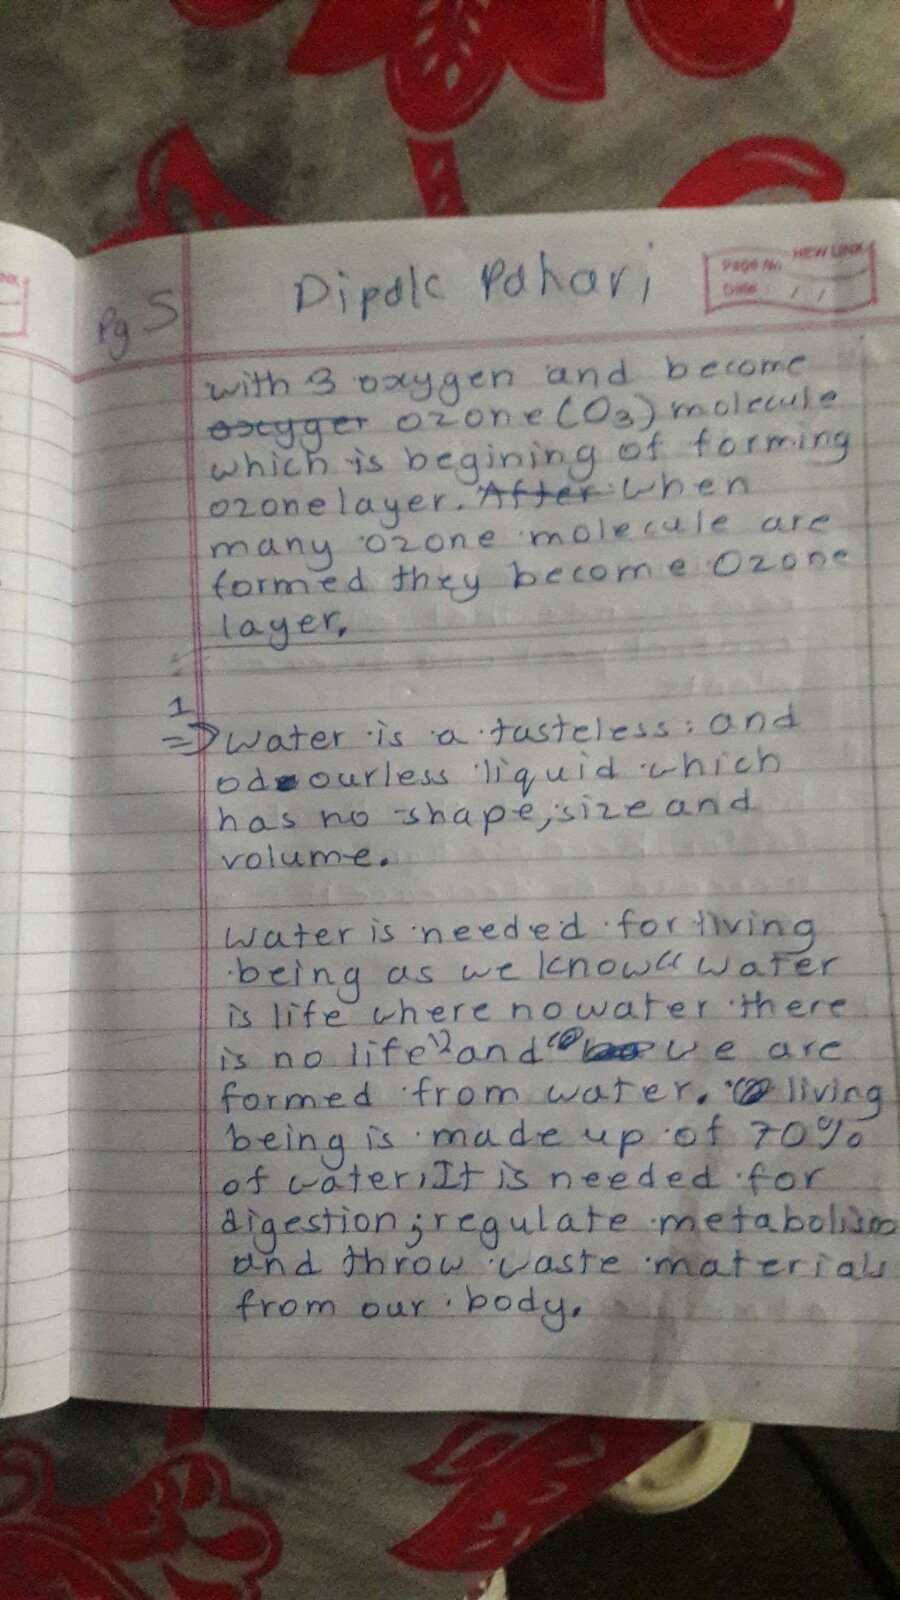 NEW LINK
Page No.
Date / /
Pg 5
Dipak Pahari
with 3 oxygen and become
oxyger ozone (O3) molecule
which is begining of forming
ozone layer. After when
many ozone molecule are
formed they become Ozone
layer.
1
⇒ Water is a tasteless; and
odourless liquid which
has no shape, size and
volume.
Water is needed for living
being as we know "water
is life where no water there
is no life" and we are
formed from water. living
being is made up of 70%
of water. It is needed for
digestion; regulate metabolism
and throw waste materials
from our body.